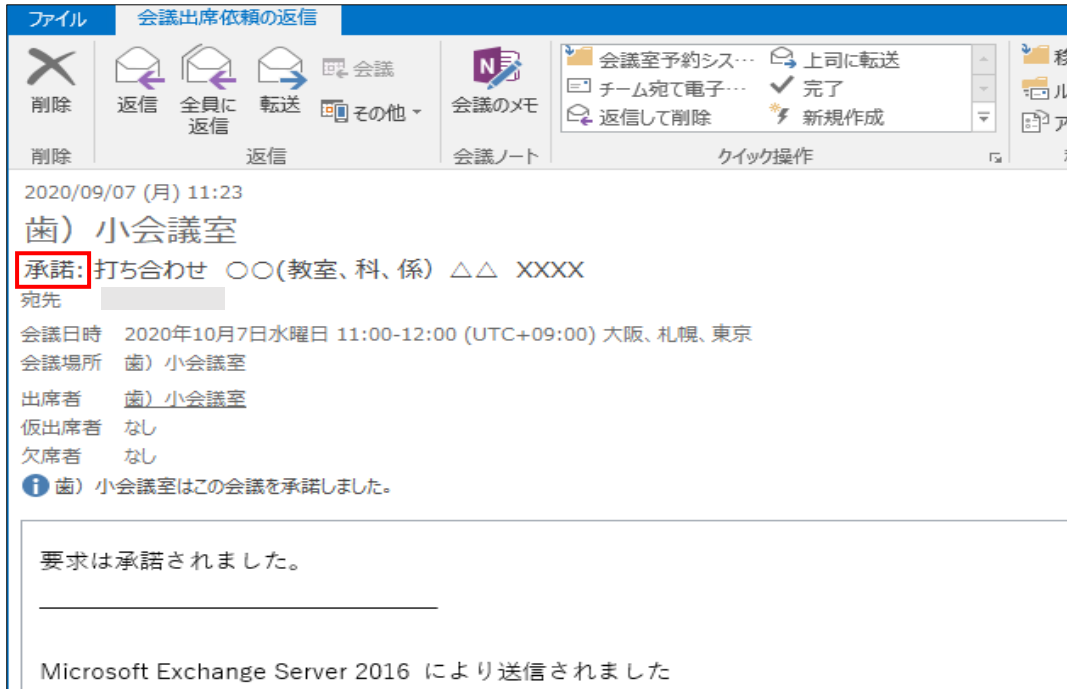 ファイル 会議出席依頼の返信
削除
返信
全員に
返信
転送
会議
その他
会議のメモ
会議室予約シス… 上司に転送
チーム宛て電子… 完了
返信して削除 新規作成
削除 返信 会議ノート クイック操作
2020/09/07 (月) 11:23
歯）小会議室
承諾: 打ち合わせ ○○(教室、科、係） △△ XXXX
宛先
会議日時 2020年10月7日水曜日 11:00-12:00 (UTC+09:00) 大阪、札幌、東京
会議場所 歯）小会議室
出席者 歯）小会議室
仮出席者 なし
欠席者 なし
歯）小会議室はこの会議を承諾しました。
要求は承諾されました。
Microsoft Exchange Server 2016 により送信されました